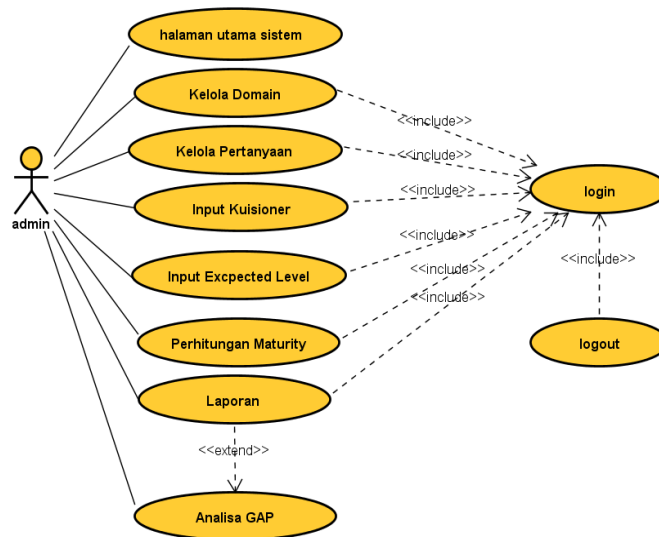 halaman utama sistem
Kelola Domain
<<include>>
Kelola Pertanyaan
<<include>>
login
Input Kuisioner
<<include>>
admin
Input Excpected Level
<<include>>
<<include>>
<<include>>
<<include>>
Perhitungan Maturity
logout
Laporan
<<extend>>
Analisa GAP